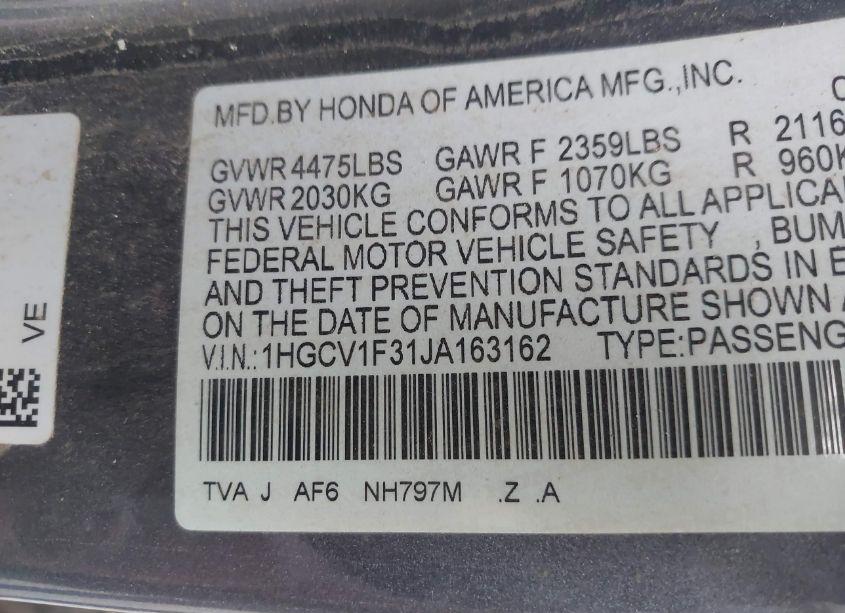 MFD.BY HONDA OF AMERICA MFG.,INC.
GVWR 4475LBS GAWR F 2359LBS R 2116
GVWR 2030KG GAWR F 1070KG R 960K
THIS VEHICLE CONFORMS TO ALL APPLICA
FEDERAL MOTOR VEHICLE SAFETY , BUM
AND THEFT PREVENTION STANDARDS IN E
ON THE DATE OF MANUFACTURE SHOWN A
V.I.N.:1HGCV1F31JA163162 TYPE:PASSENG
TVA J AF6 NH797M .Z .A
VE